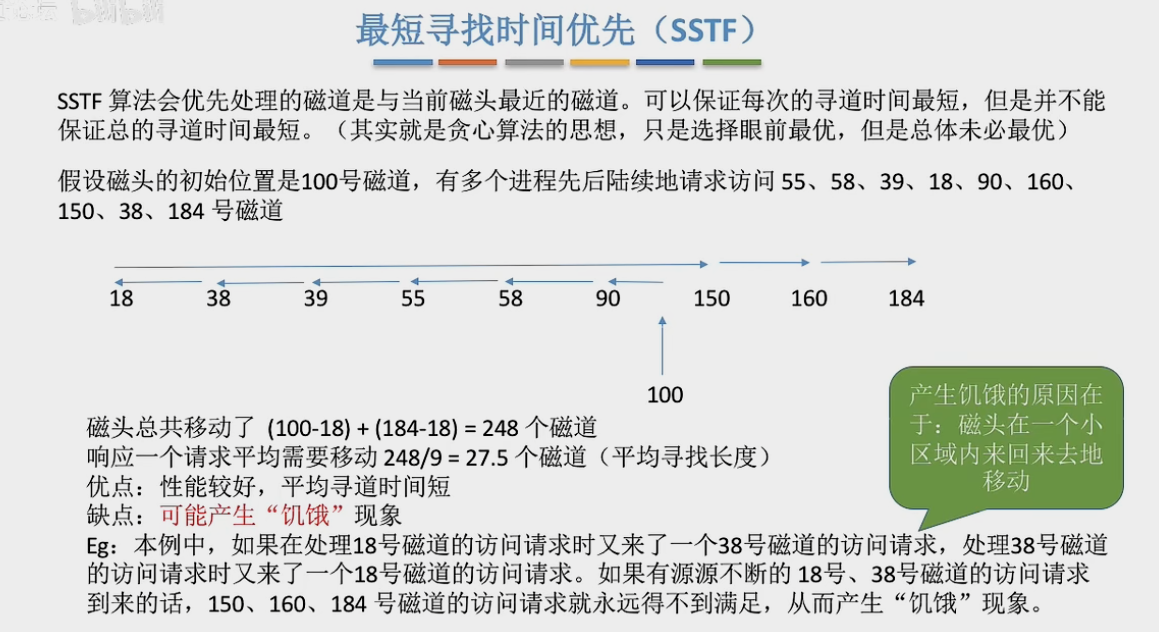 最短寻找时间优先（SSTF）
SSTF 算法会优先处理的磁道是与当前磁头最近的磁道。可以保证每次的寻道时间最短，但是并不能
保证总的寻道时间最短。（其实就是贪心算法的思想，只是选择眼前最优，但是总体未必最优）
假设磁头的初始位置是100号磁道，有多个进程先后陆续地请求访问 55、58、39、18、90、160、
150、38、184 号磁道
18 38 39 55 58 90 150 160 184
100
磁头总共移动了 (100-18) + (184-18) = 248 个磁道
响应一个请求平均需要移动 248/9 = 27.5 个磁道（平均寻找长度）
优点：性能较好，平均寻道时间短
缺点：可能产生“饥饿”现象
Eg：本例中，如果在处理18号磁道的访问请求时又来了一个38号磁道的访问请求，处理38号磁道
的访问请求时又来了一个18号磁道的访问请求。如果有源源不断的 18号、38号磁道的访问请求
到来的话，150、160、184 号磁道的访问请求就永远得不到满足，从而产生“饥饿”现象。
产生饥饿的原因在
于：磁头在一个小
区域内来回来去地
移动